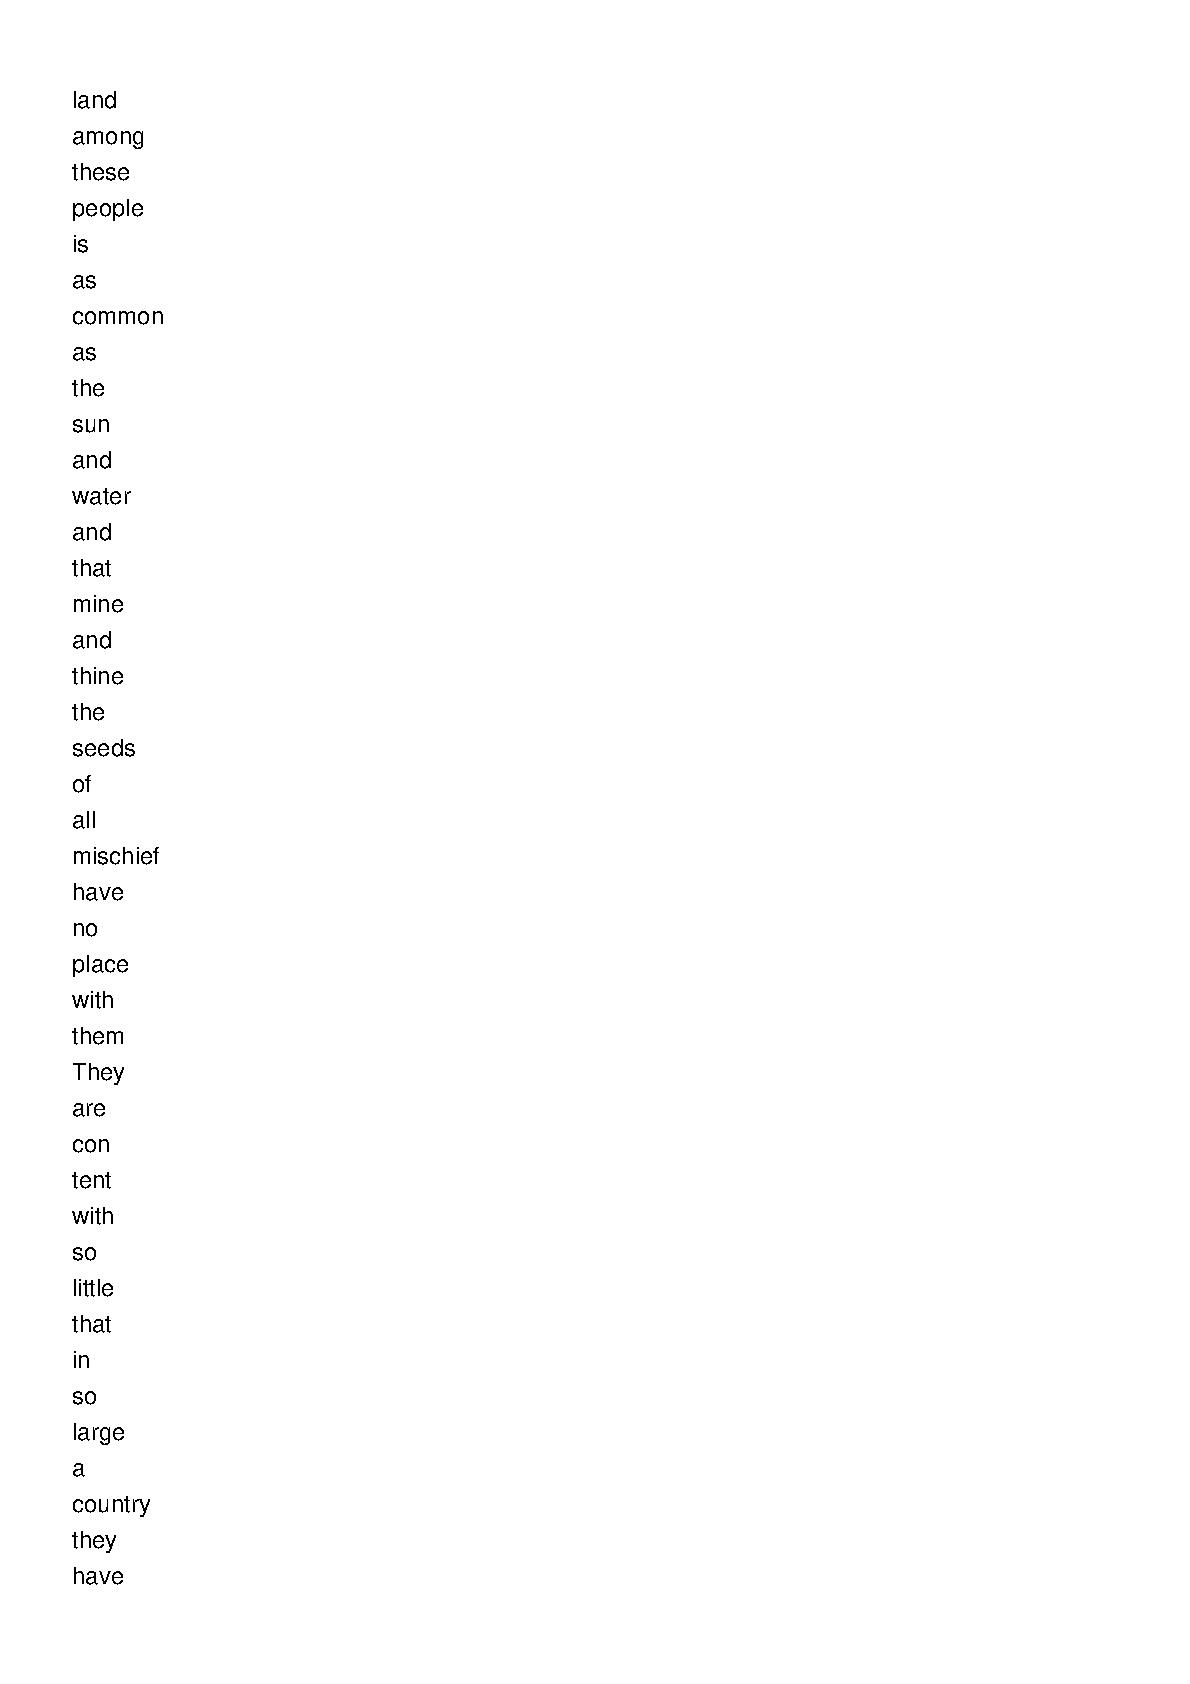 land
among
these
people
is
as
common
as
the
sun
and
water
and
that
mine
and
thine
the
seeds
of
all
mischief
have
no
place
with
them
They
are
con
tent
with
so
little
that
in
so
large
a
country
they
have